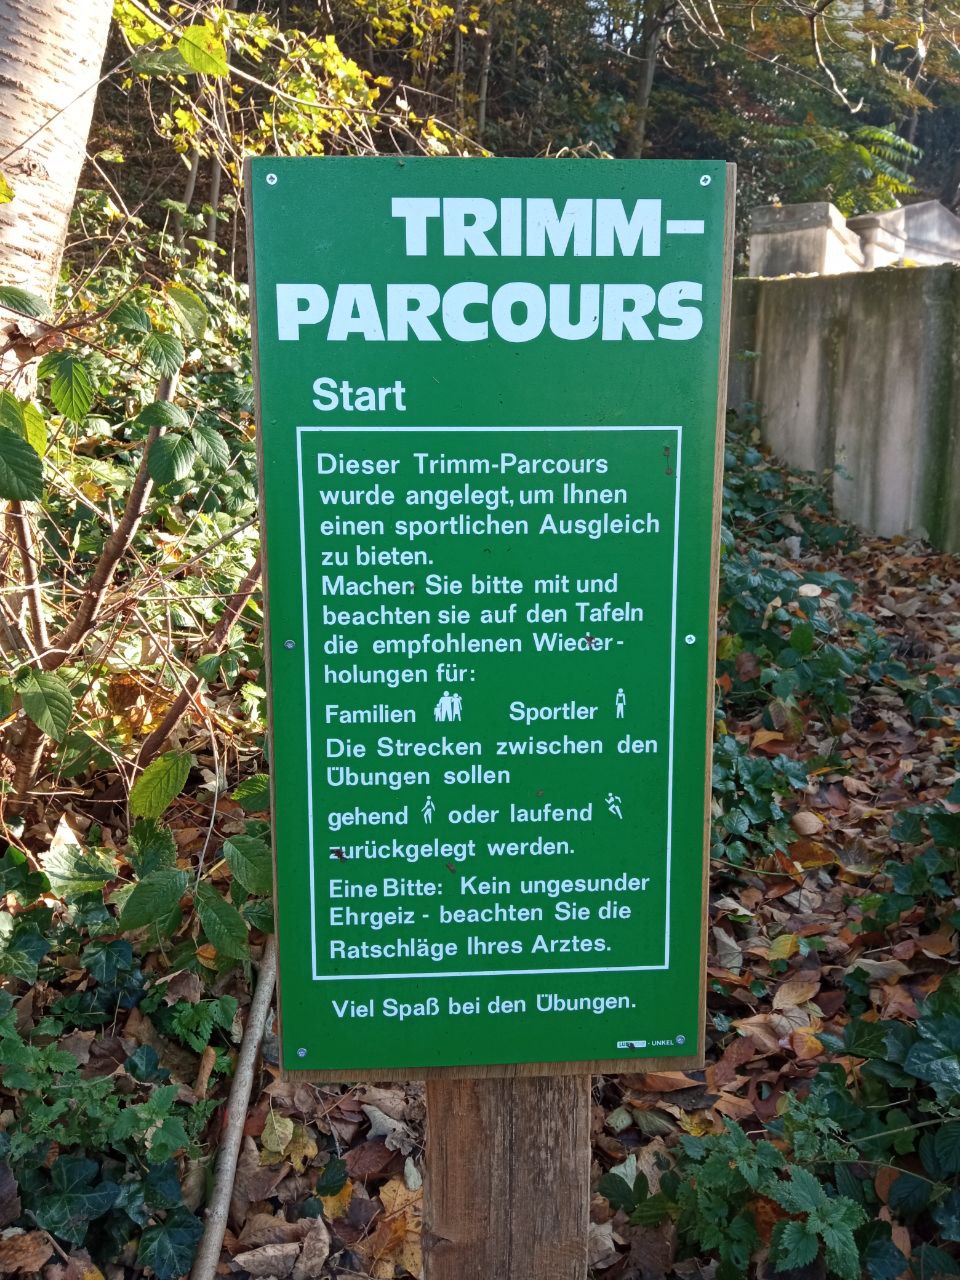 TRIMM-
PARCOURS
Start
Dieser Trimm-Parcours
wurde angelegt, um Ihnen
einen sportlichen Ausgleich
zu bieten.
Machen Sie bitte mit und
beachten sie auf den Tafeln
die empfohlenen Wieder-
holungen für:
Familien Sportler
Die Strecken zwischen den
Übungen sollen
gehend oder laufend
zurückgelegt werden.
Eine Bitte: Kein ungesunder
Ehrgeiz - beachten Sie die
Ratschläge Ihres Arztes.
Viel Spaß bei den Übungen.
- UNKEL